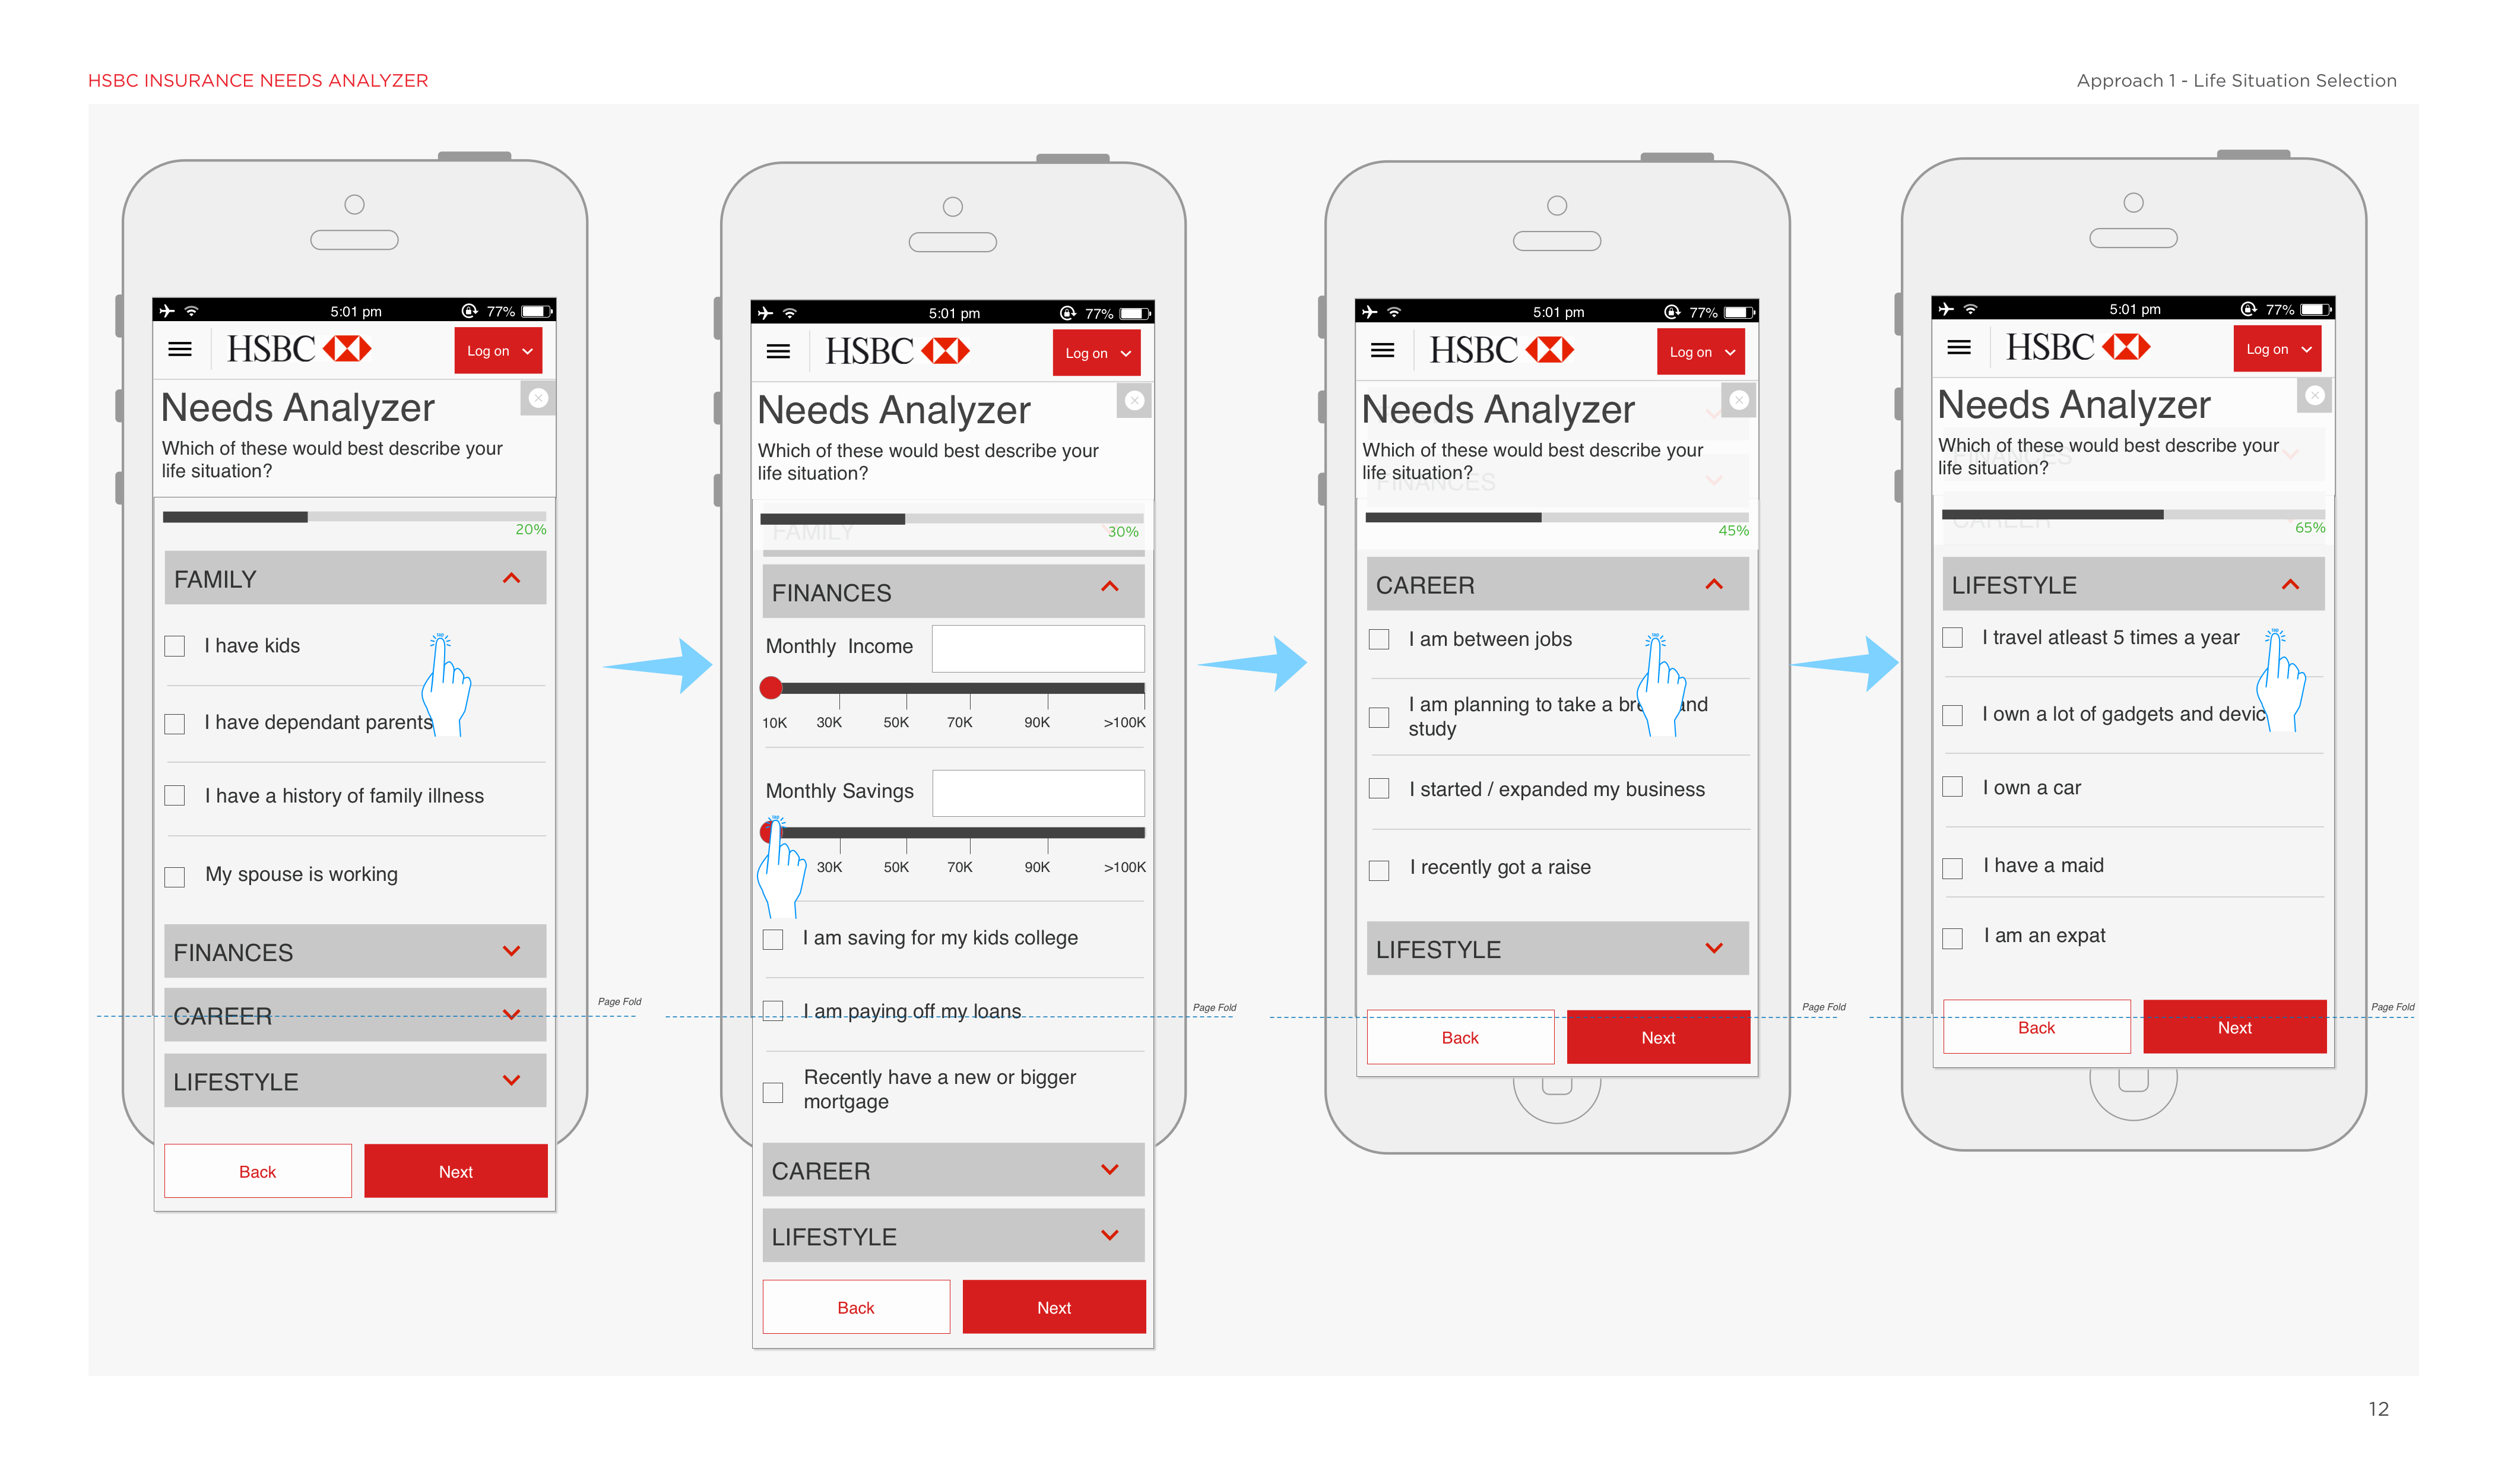 HSBC INSURANCE NEEDS ANALYZER
Approach 1 - Life Situation Selection
5:01 pm
77%
HSBC
Log on
Needs Analyzer
Which of these would best describe your
life situation?
20%
FAMILY
I have kids
I have dependant parents
I have a history of family illness
My spouse is working
FINANCES
CAREER
LIFESTYLE
Back
Next
Page Fold
5:01 pm
77%
HSBC
Log on
Needs Analyzer
Which of these would best describe your
life situation?
FAMILY
30%
FINANCES
Monthly Income
10K 30K 50K 70K 90K >100K
Monthly Savings
30K 50K 70K 90K >100K
I am saving for my kids college
I am paying off my loans
Recently have a new or bigger
mortgage
CAREER
LIFESTYLE
Back
Next
Page Fold
5:01 pm
77%
HSBC
Log on
Needs Analyzer
Which of these would best describe your
life situation?
FINANCES
45%
CAREER
I am between jobs
I am planning to take a and
study
I started / expanded my business
I recently got a raise
LIFESTYLE
Back
Next
Page Fold
5:01 pm
77%
HSBC
Log on
Needs Analyzer
Which of these would best describe your
life situation?
FINANCES
CAREER
65%
LIFESTYLE
I travel atleast 5 times a year
I own a lot of gadgets and devic
I own a car
I have a maid
I am an expat
Back
Next
Page Fold
12